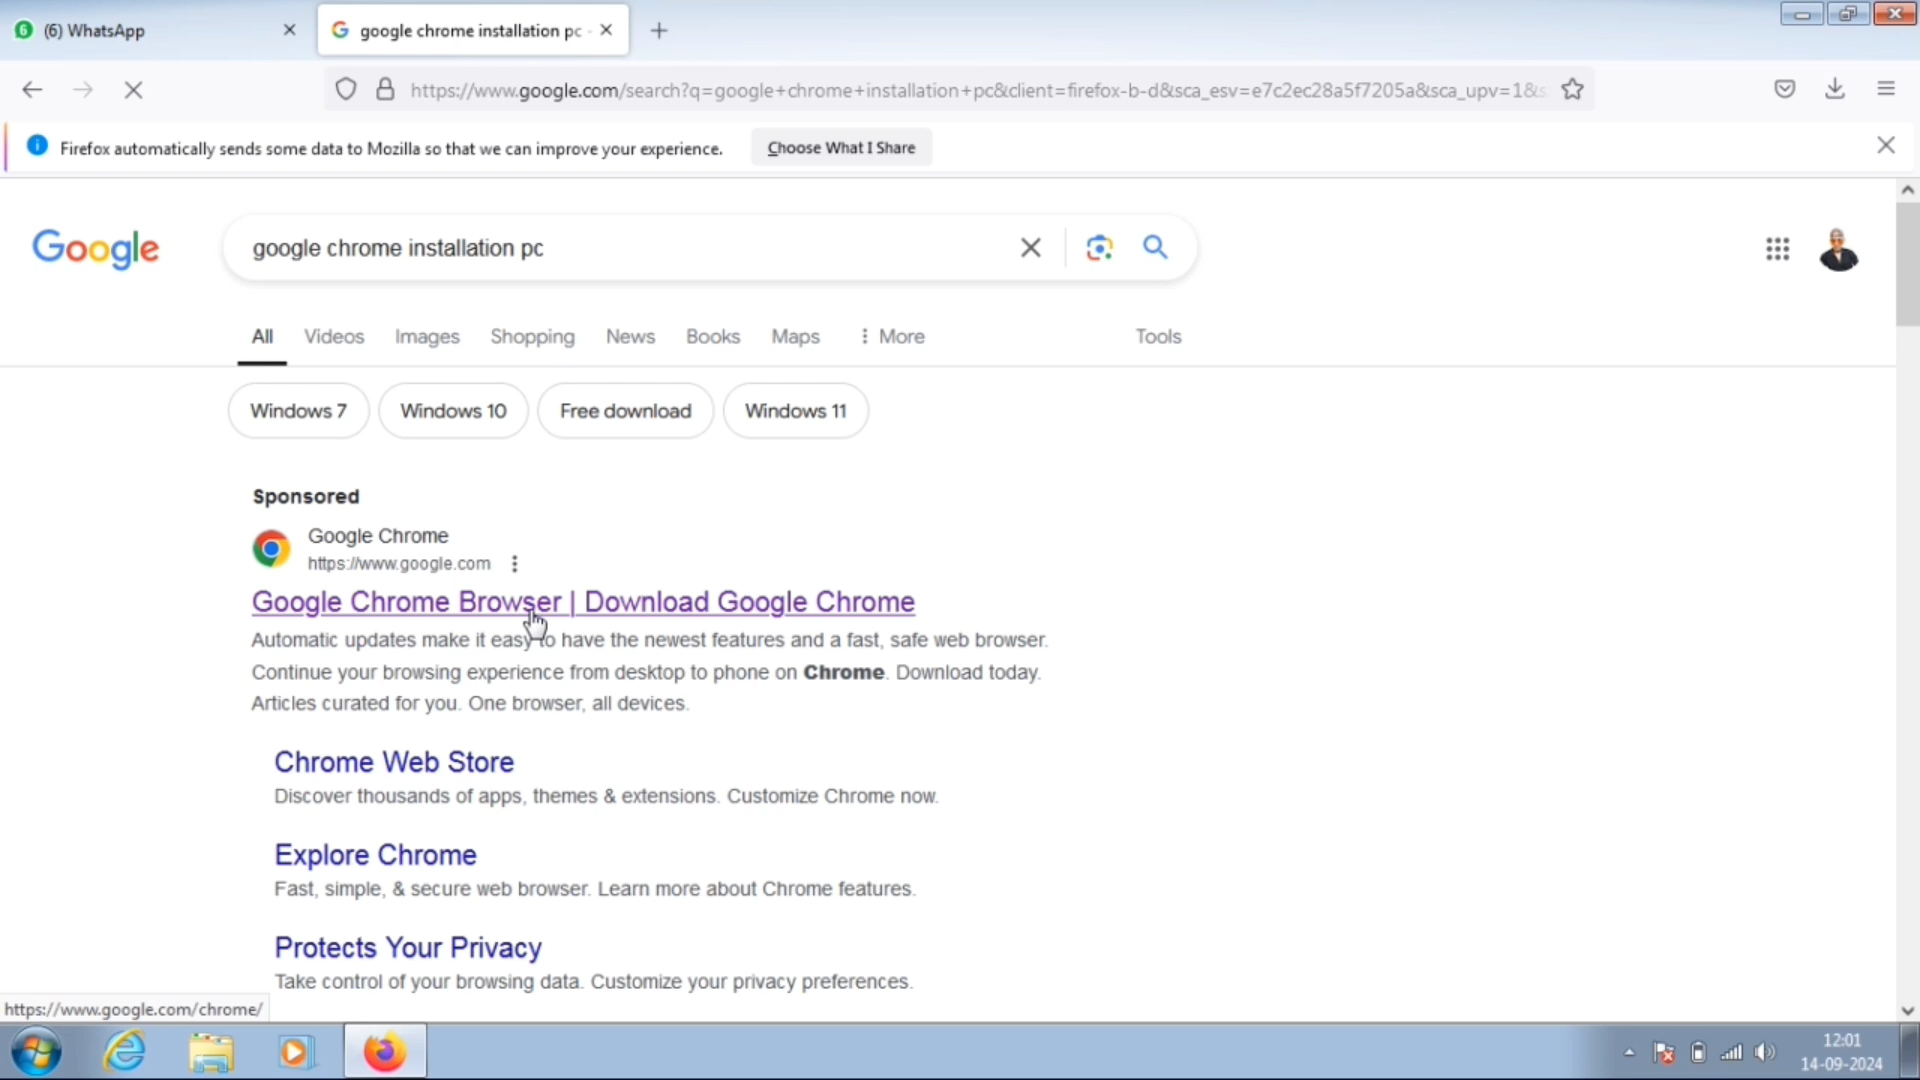 6 (6) WhatsApp
google chrome installation pc -
https://www.google.com/search?q=google+chrome+installation+pc&client=firefox-b-d&sca_esv=e7c2ec28a5f7205a&sca_upv=1&s
Firefox automatically sends some data to Mozilla so that we can improve your experience. Choose What I Share
Google google chrome installation pc
All Videos Images Shopping News Books Maps More Tools
Windows 7 Windows 10 Free download Windows 11
Sponsored
Google Chrome
https://www.google.com
Google Chrome Browser | Download Google Chrome
Automatic updates make it easy to have the newest features and a fast, safe web browser.
Continue your browsing experience from desktop to phone on Chrome. Download today.
Articles curated for you. One browser, all devices.
Chrome Web Store
Discover thousands of apps, themes & extensions. Customize Chrome now.
Explore Chrome
Fast, simple, & secure web browser. Learn more about Chrome features.
Protects Your Privacy
Take control of your browsing data. Customize your privacy preferences.
https://www.google.com/chrome/
12:01
14-09-2024